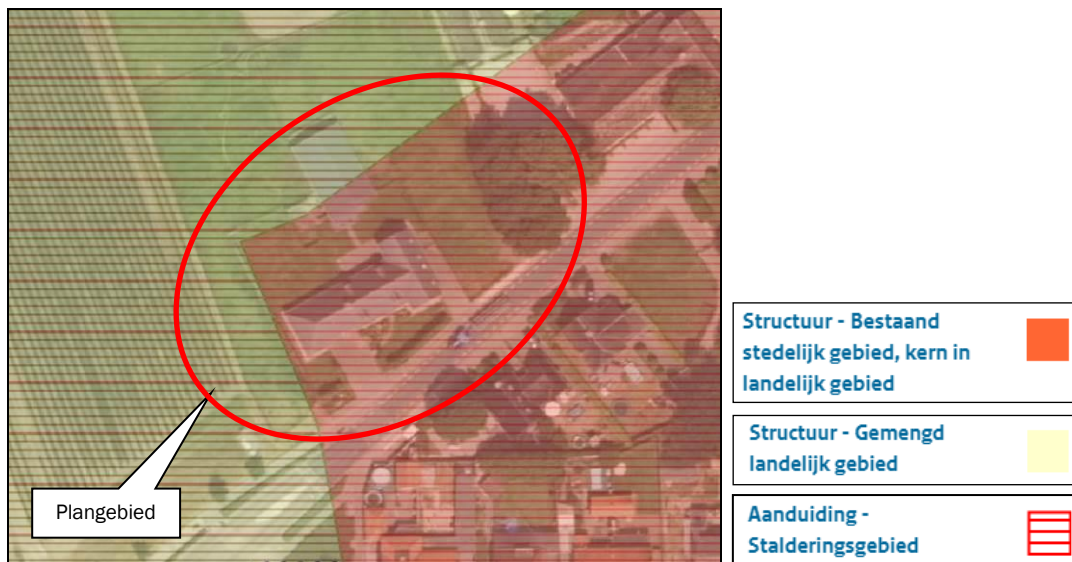 Plangebied
Structuur - Bestaand
stedelijk gebied, kern in
landelijk gebied
Structuur - Gemengd
landelijk gebied
Aanduiding -
Stalderingsgebied